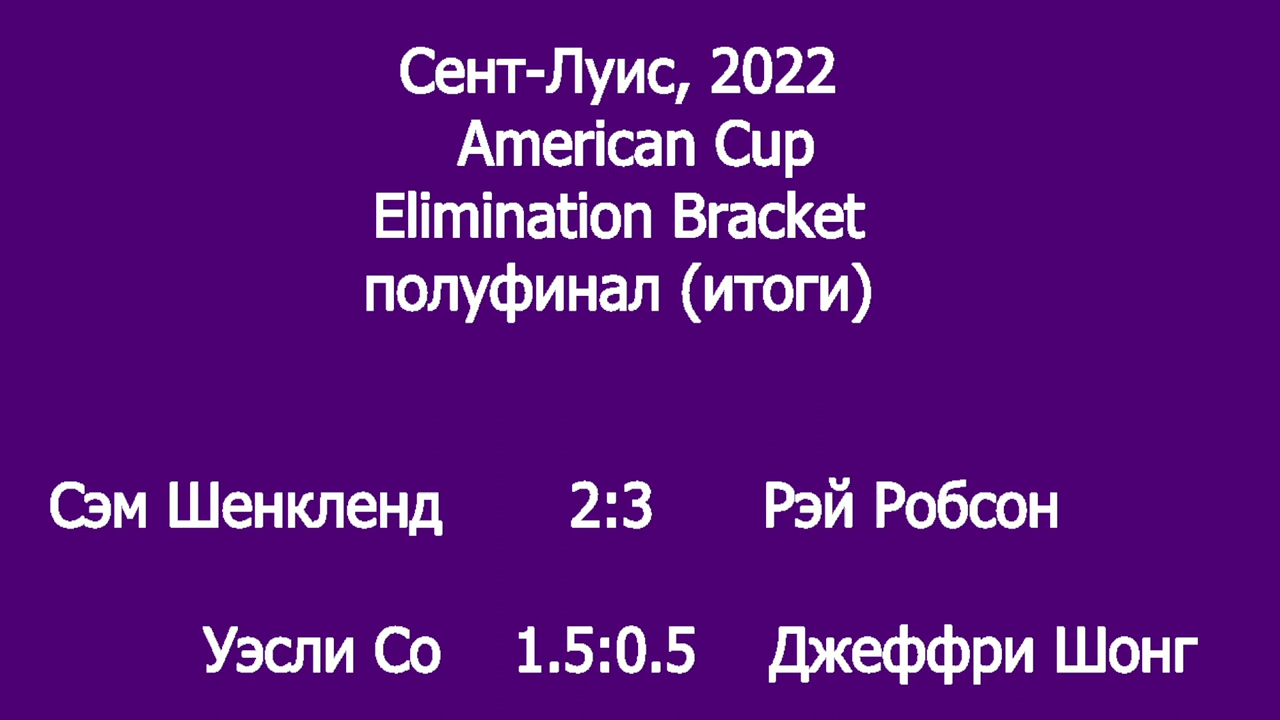 Сент-Луис, 2022
American Cup
Elimination Bracket
полуфинал (итоги)
Сэм Шенкленд 2:3 Рэй Робсон
Уэсли Со 1.5:0.5 Джеффри Шонг